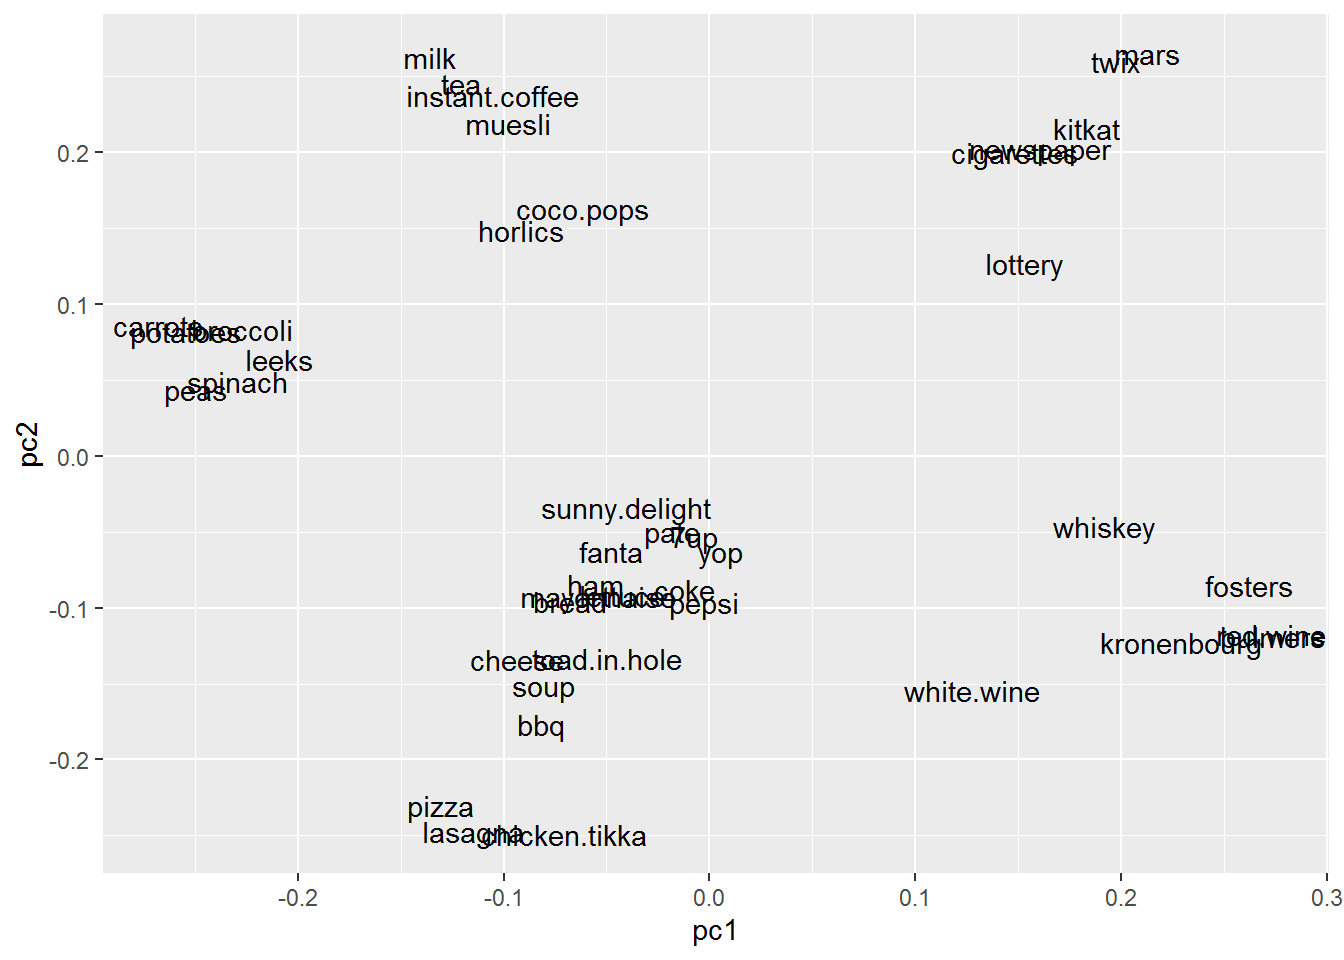 milk
mars
twix
tea
instant.coffee
muesli
kitkat
newspaper
cigarettes
0.2
coco.pops
horlics
lottery
0.1
carrots
potatoes
broccoli
leeks
spinach
peas
pc2
0.0
sunny.delight
pate
7up
whiskey
fanta
yop
ham
coke
fosters
mayonnaise
lettuce
bread
pepsi
-0.1
red.wine
bulmers
kronenbourg
cheese
toad.in.hole
soup
white.wine
bbq
-0.2
pizza
lasagna
chicken.tikka
-0.2 -0.1 0.0 0.1 0.2 0.3
pc1